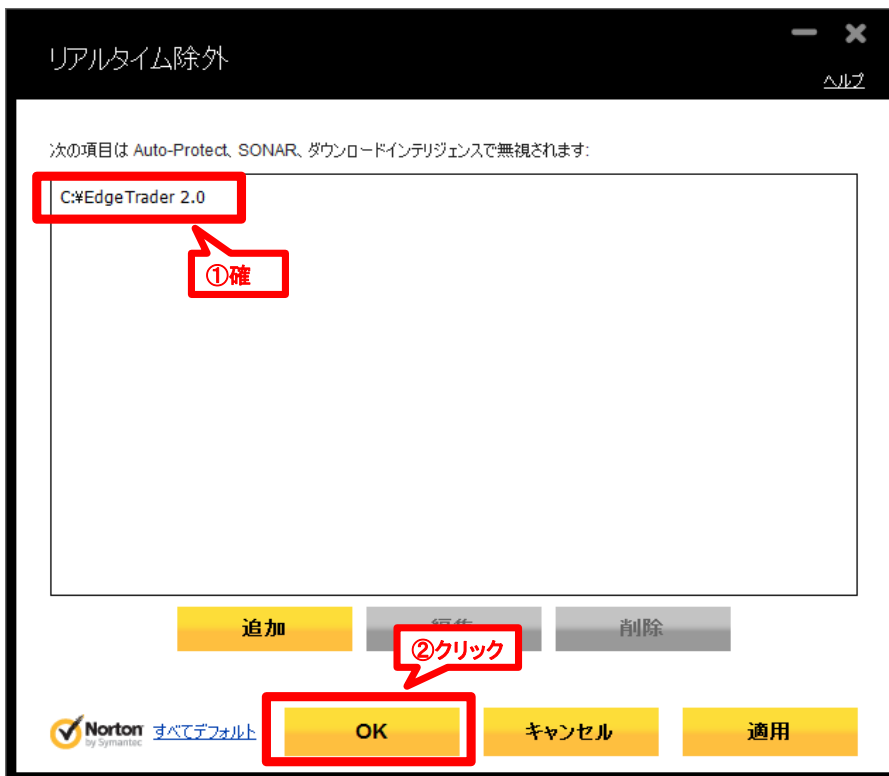 リアルタイム除外
ヘルプ
次の項目は Auto-Protect、SONAR、ダウンロードインテリジェンスで無視されます:
C:¥EdgeTrader 2.0
①確
追加
削除
②クリック
Norton
by Symantec
すべてデフォルト
OK
キャンセル
適用